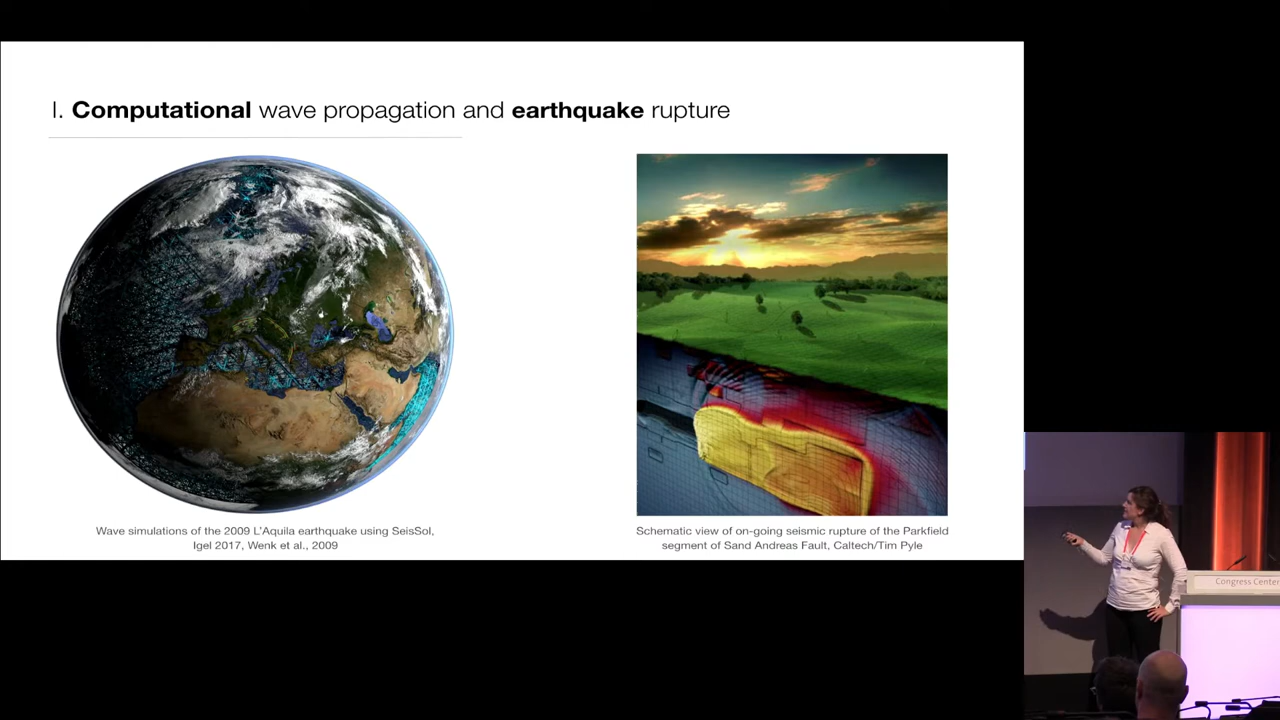 I. Computational wave propagation and earthquake rupture
Wave simulations of the 2009 L'Aquila earthquake using SeisSol,
Igel 2017, Wenk et al., 2009
Schematic view of on-going seismic rupture of the Parkfield
segment of Sand Andreas Fault, Caltech/Tim Pyle
Congress Center